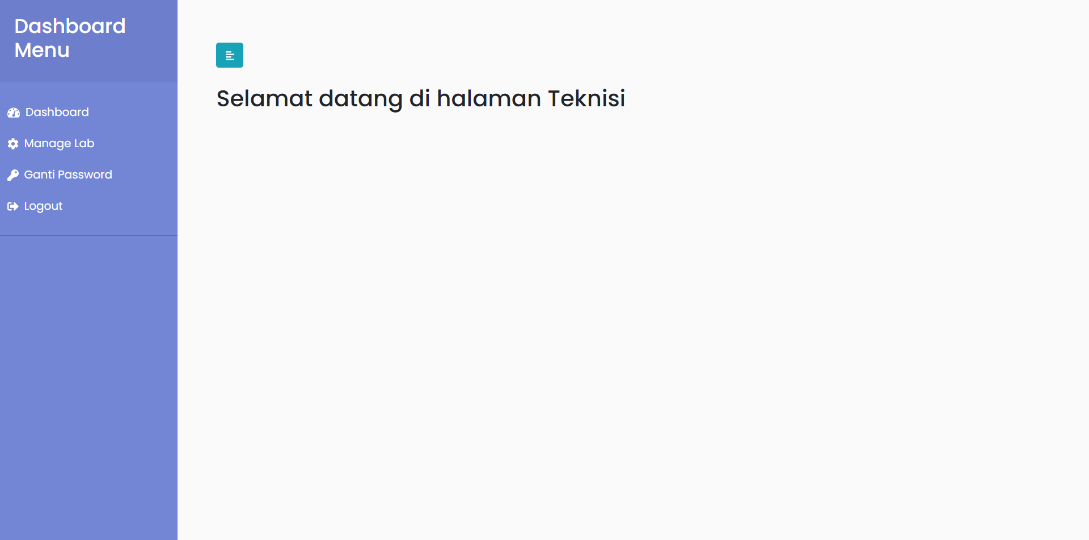 Dashboard
Menu
Dashboard
Manage Lab
Ganti Password
Logout
Selamat datang di halaman Teknisi